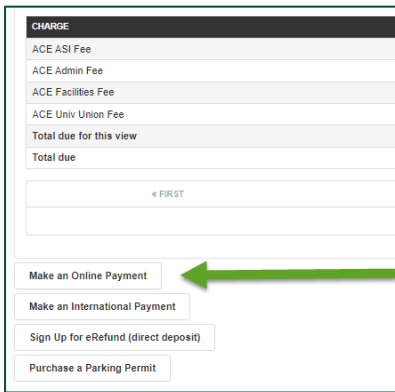 CHARGE
ACE ASI Fee
ACE Admin Fee
ACE Facilities Fee
ACE Univ Union Fee
Total due for this view
Total due
« FIRST
Make an Online Payment
Make an International Payment
Sign Up for eRefund (direct deposit)
Purchase a Parking Permit